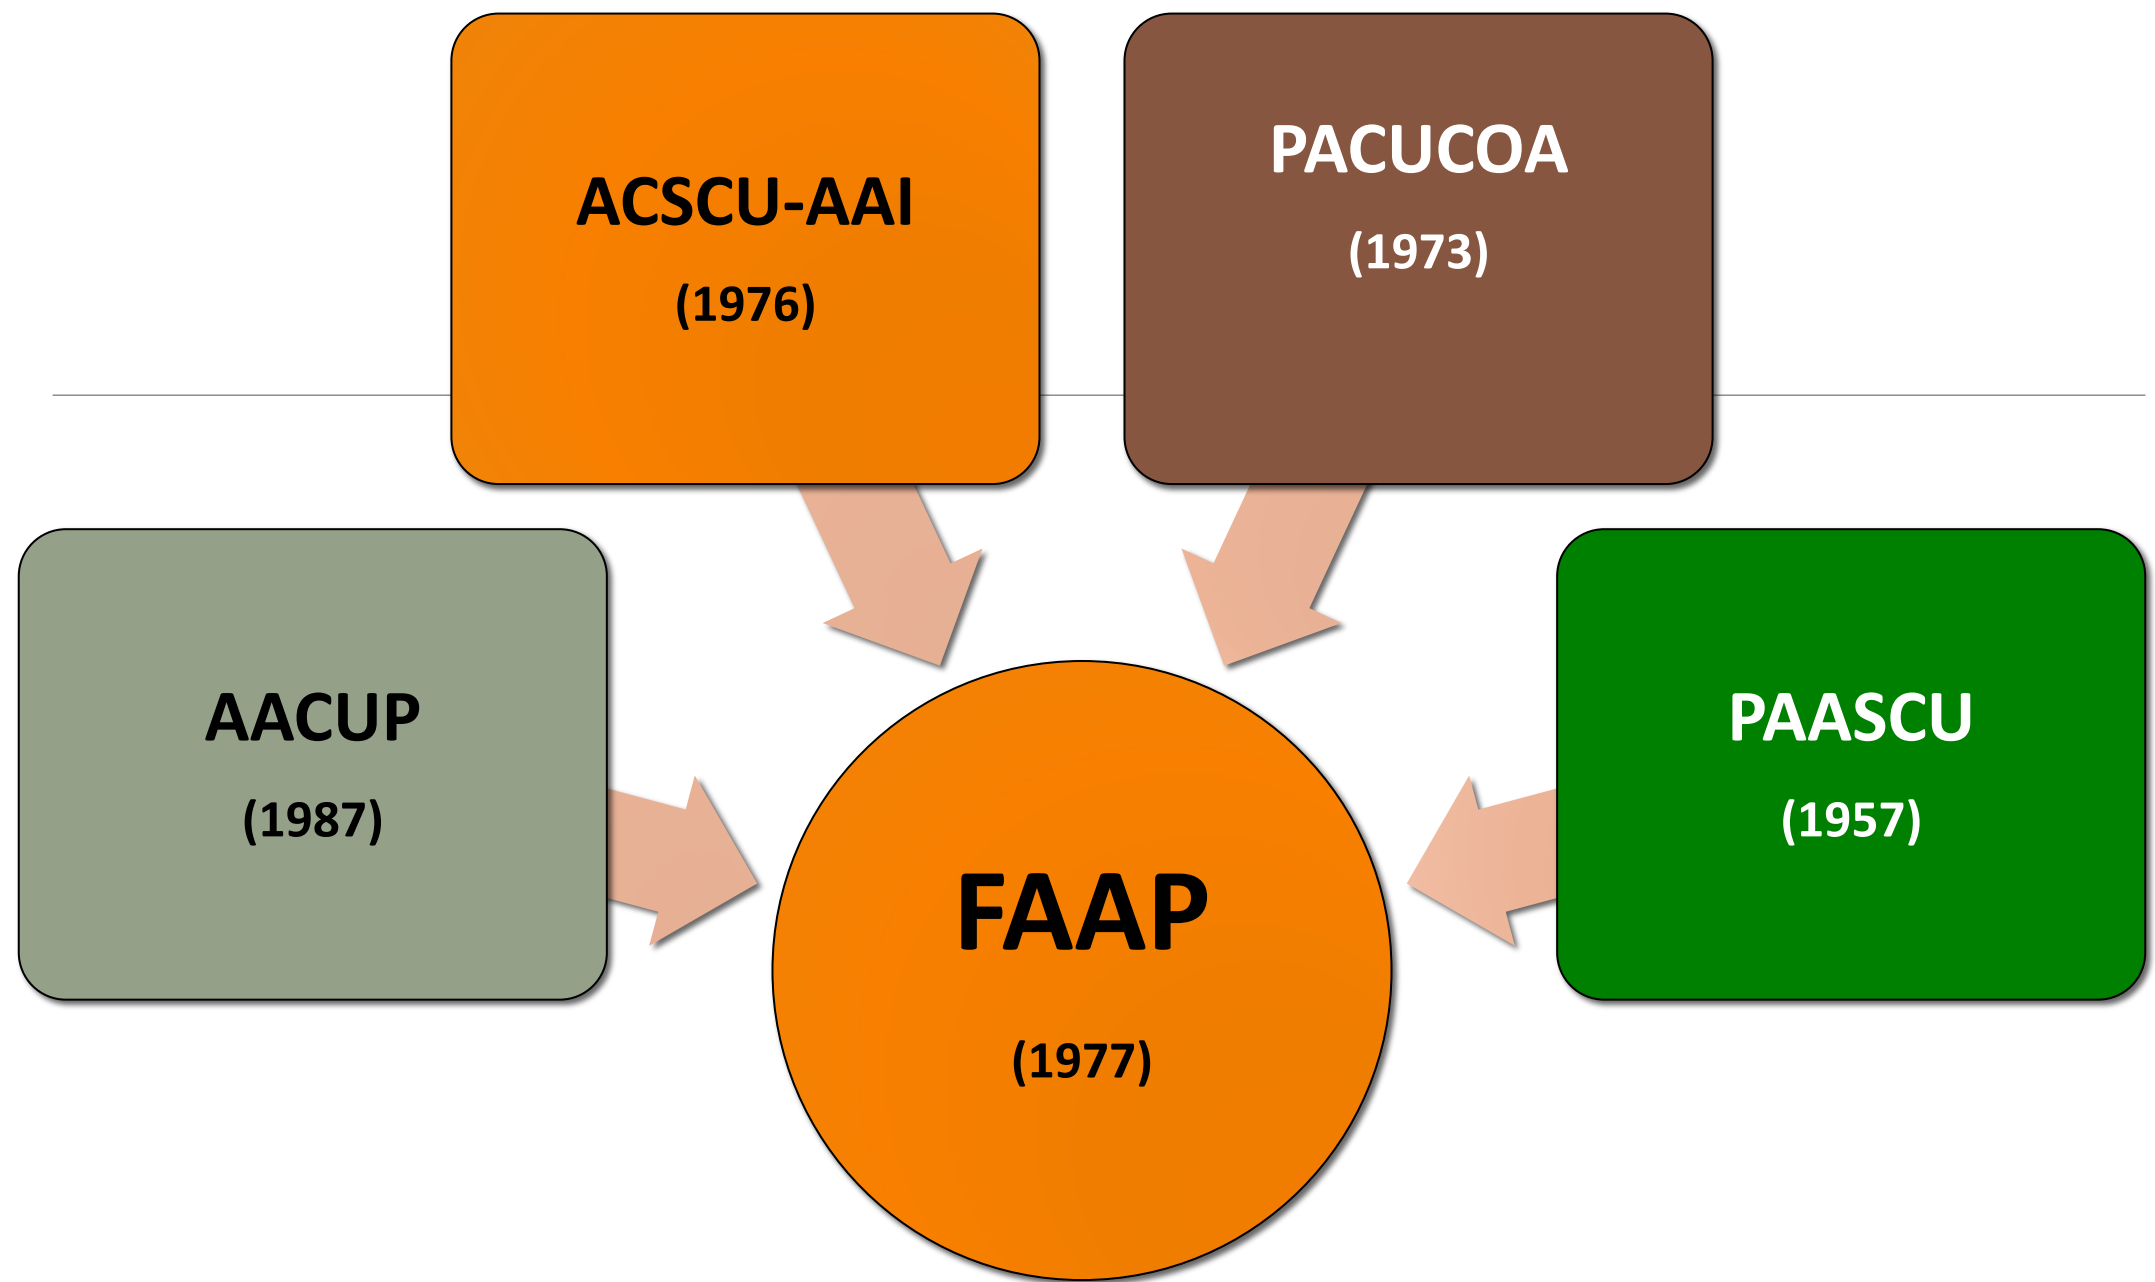 ACSCU-AAI
(1976)
PACUCOA
(1973)
AACUP
(1987)
PAASCU
(1957)
FAAP
(1977)